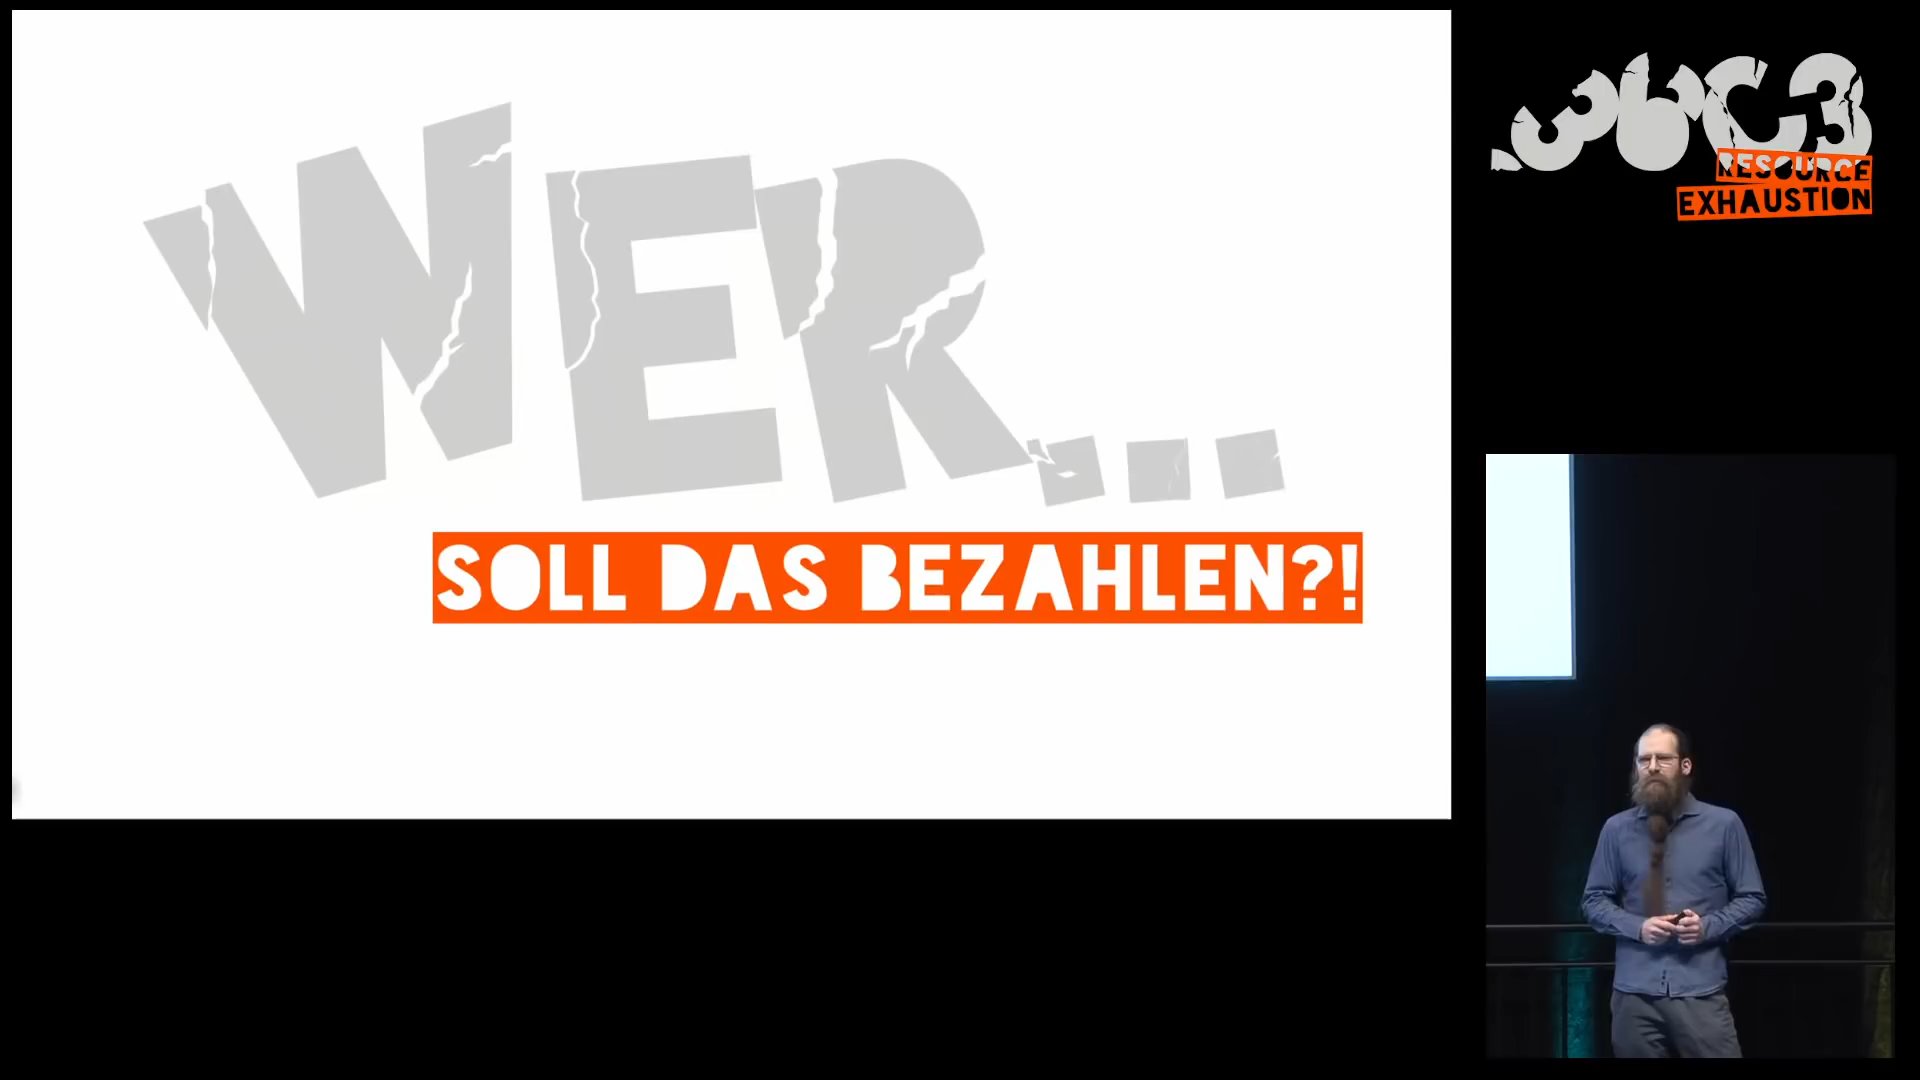 WER...
SOLL DAS BEZAHLEN?!
36C3
RESOURCE
EXHAUSTION